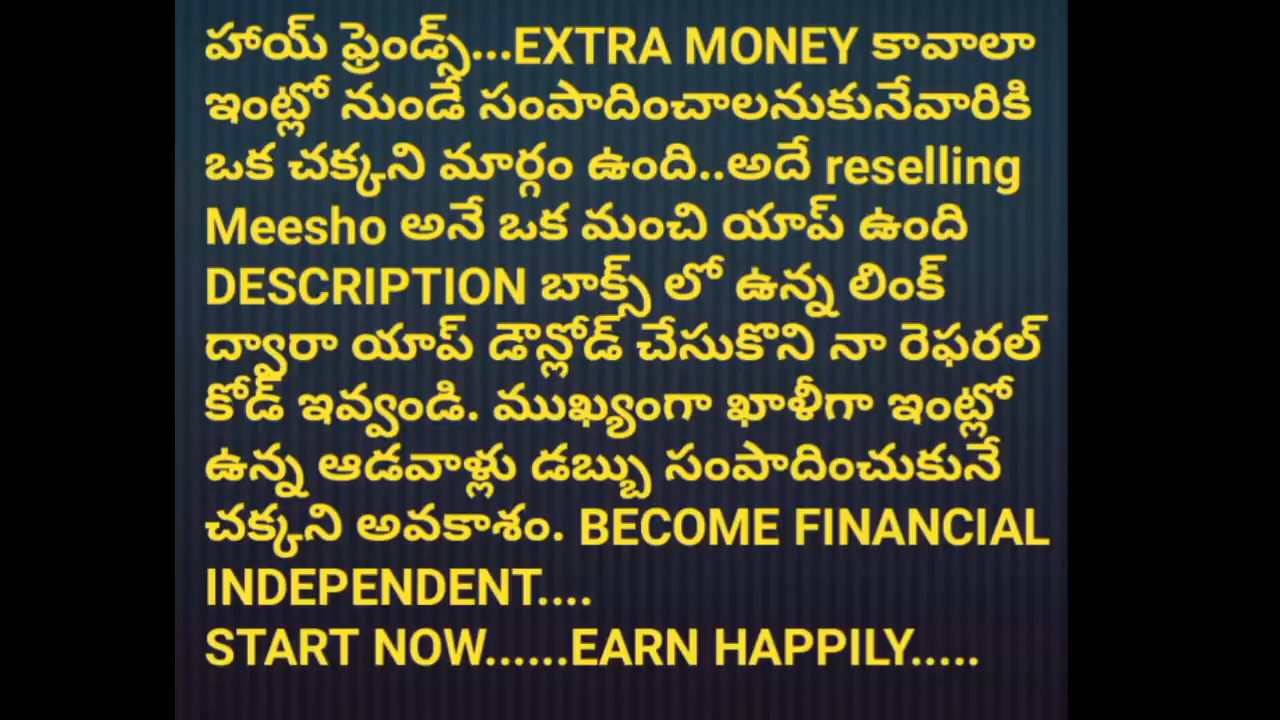 హాయ్ ఫ్రెండ్స్...EXTRA MONEY కావాలా
ఇంట్లో నుండే సంపాదించాలనుకునేవారికి
ఒక చక్కని మార్గం ఉంది..అదే reselling
Meesho అనే ఒక మంచి యాప్ ఉంది
DESCRIPTION బాక్స్ లో ఉన్న లింక్
ద్వారా యాప్ డౌన్లోడ్ చేసుకొని నా రెఫరల్
కోడ్ ఇవ్వండి. ముఖ్యంగా ఖాళీగా ఇంట్లో
ఉన్న ఆడవాళ్లు డబ్బు సంపాదించుకునే
చక్కని అవకాశం. BECOME FINANCIAL
INDEPENDENT....
START NOW......EARN HAPPILY.....